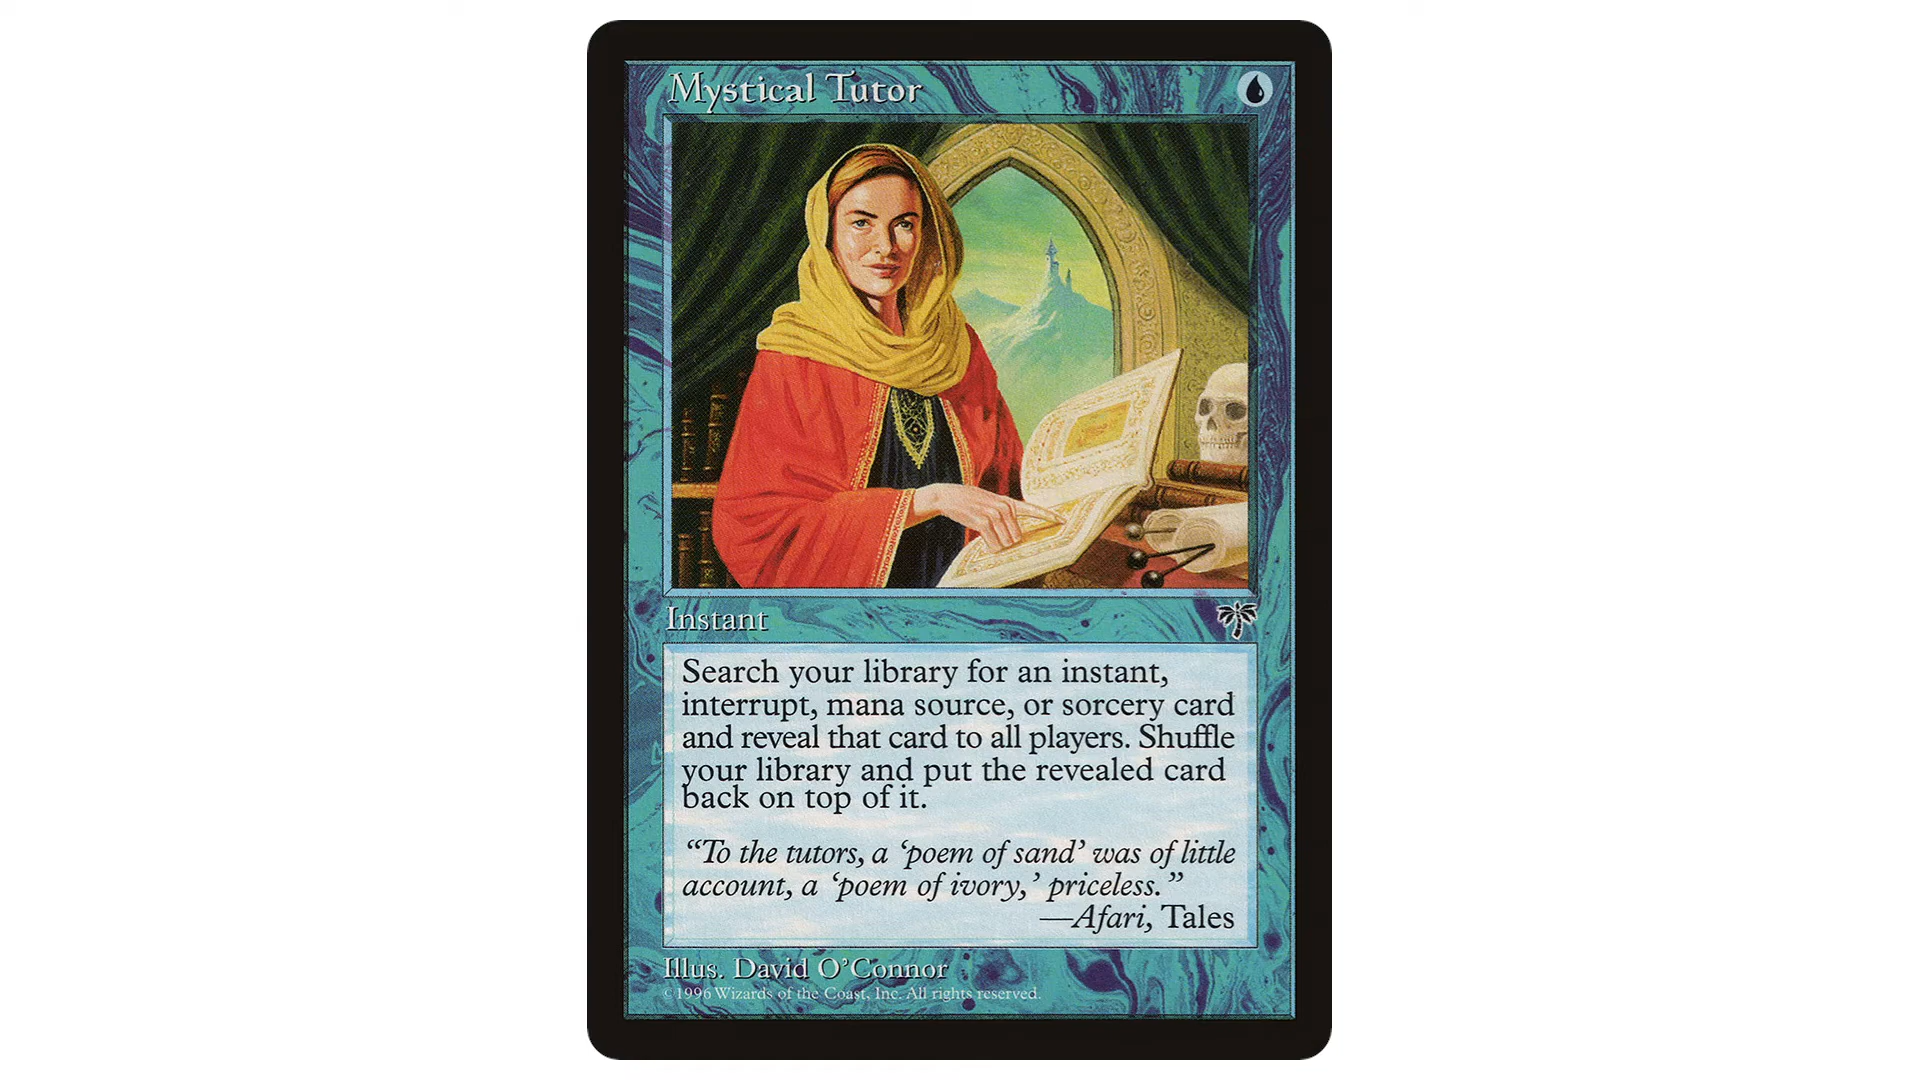 Mystical Tutor
Instant
Search your library for an instant,
interrupt, mana source, or sorcery card
and reveal that card to all players. Shuffle
your library and put the revealed card
back on top of it.
“To the tutors, a ‘poem of sand’ was of little
account, a ‘poem of ivory,’ priceless.”
—Afari, Tales
Illus. David O’Connor
© 1996 Wizards of the Coast, Inc. All rights reserved.